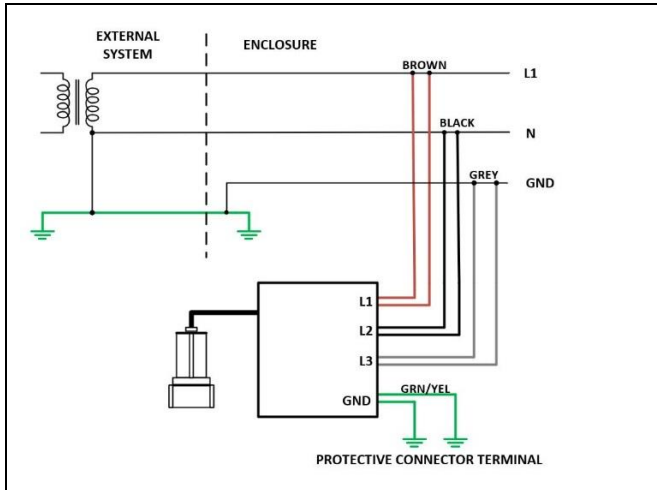 EXTERNAL
SYSTEM
ENCLOSURE
BROWN
L1
BLACK
N
GREY
GND
L1
L2
L3
GND
GRN/YEL
PROTECTIVE CONNECTOR TERMINAL